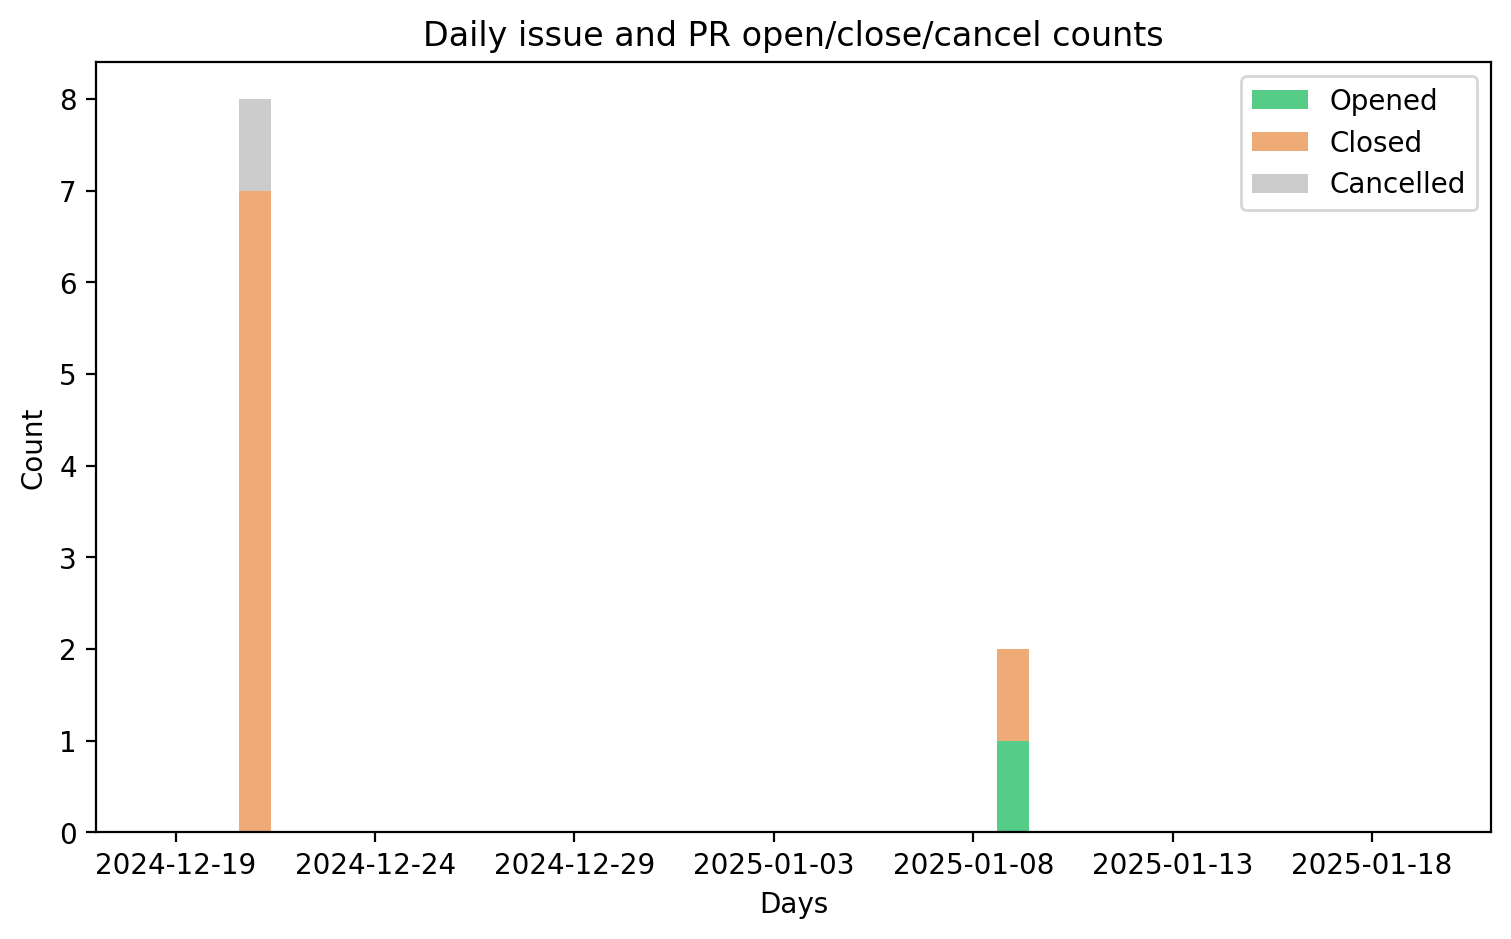 Daily issue and PR open/close/cancel counts
Opened
Closed
Cancelled
Count
8
7
6
5
4
3
2
1
0
2024-12-19 2024-12-24 2024-12-29 2025-01-03 2025-01-08 2025-01-13 2025-01-18
Days